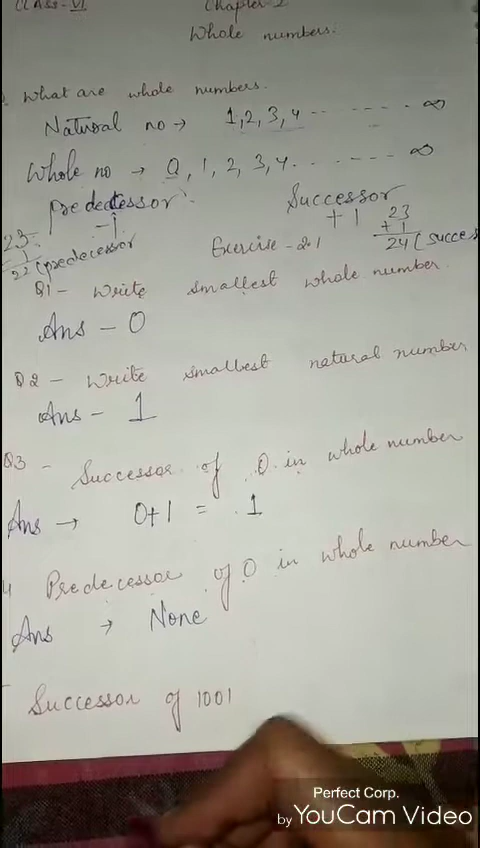 CLASS-VI Chapter-2
Whole numbers.
What are whole numbers.
Natural no → 1,2,3,4 ---------- ∞
Whole no → 0, 1, 2, 3, 4. ---------- ∞
Predecessor Successor
-1 +1
23 23
1 +1
22 (predecessor 24 (succes
Exercise - 2.1
Q1 - Write smallest whole number.
Ans - 0
Q2 - Write smallest natural number
Ans - 1
Q3 - Successor of 0 in whole number
Ans → 0+1 = 1
4 Predecessor of 0 in whole number
Ans → None
Successor of 1001
Perfect Corp.
by YouCam Video